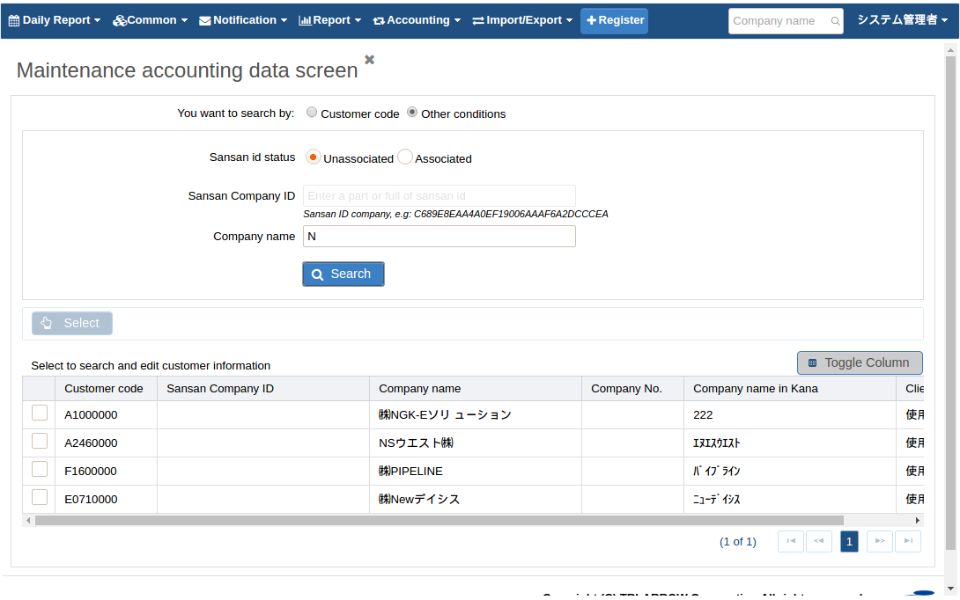 Daily Report Common Notification Report Accounting Import/Export Register Company name システム管理者
Maintenance accounting data screen
You want to search by: Customer code Other conditions
Sansan id status Unassociated Associated
Sansan Company ID Enter a part or full of sansan id
Sansan ID company, e.g: C689E8EAA4A0EF19006AAAF6A2DCCCEA
Company name N
Search
Select
Select to search and edit customer information Toggle Column
Customer code Sansan Company ID Company name Company No. Company name in Kana Clie
A1000000 ㈱NGK-Eソリ ューション 222 使用
A2460000 NSウエスト㈱ ｴﾇｴｽｳｴｽﾄ 使用
F1600000 ㈱PIPELINE ﾊﾟｲﾌﾟﾗｲﾝ 使用
E0710000 ㈱Newデイシス ﾆｭｰﾃﾞｲｼｽ 使用
(1 of 1) 1